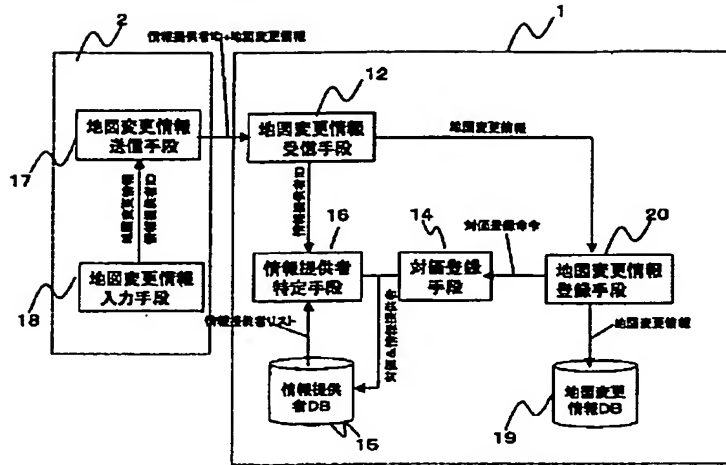 2
情報提供者ID+地図変更情報
1
12
地図変更情報
送信手段
17
地図変更情報
受信手段
地図変更情報
地図変更情報
情報提供者ID
情報提供者ID
16
14
対価登録命令
20
地図変更情報
入力手段
18
情報提供者
特定手段
対価登録
手段
地図変更情報
登録手段
情報提供者リスト
地図変更情報
情報提供
者DB
15
地図変更
情報DB
19